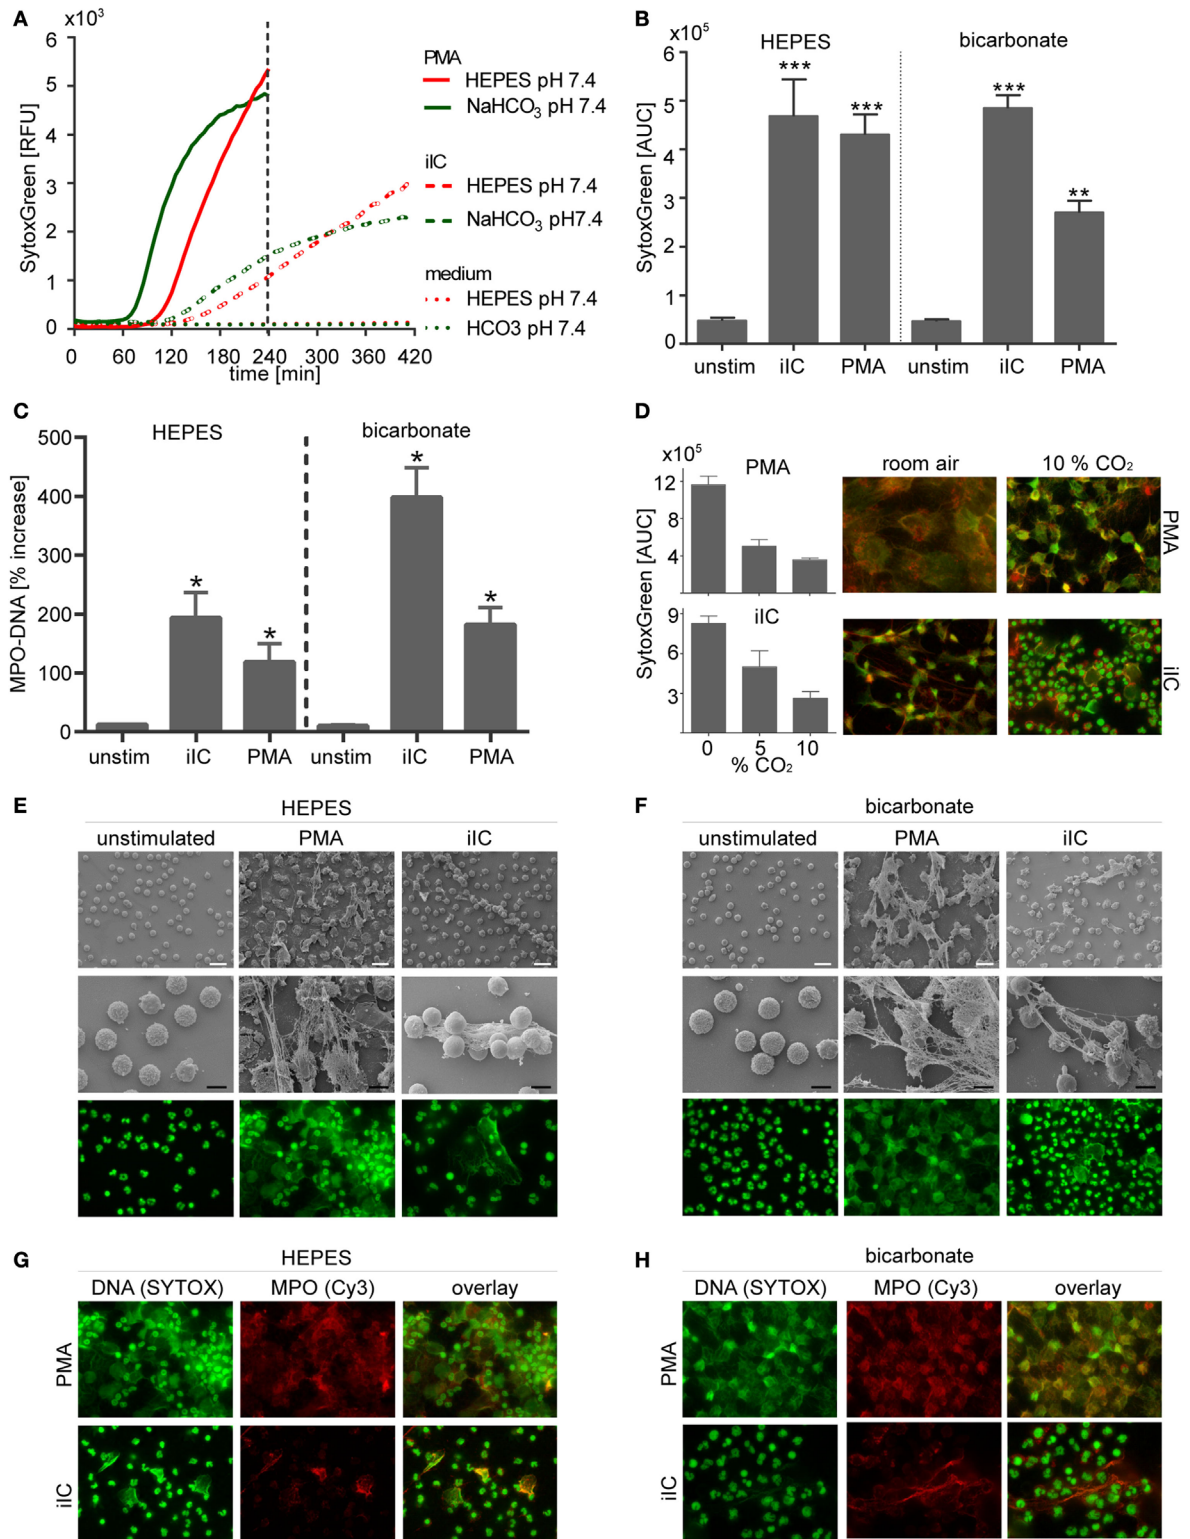 A
x10³
6
5
4
3
2
1
0
SytoxGreen [RFU]
0 60 120 180 240 300 360 420
time [min]
PMA
HEPES pH 7.4
NaHCO₃ pH 7.4
iIC
HEPES pH 7.4
NaHCO₃ pH7.4
medium
HEPES pH 7.4
HCO3 pH 7.4
B
x10⁵
HEPES bicarbonate
6
5
4
3
2
1
0
SytoxGreen [AUC]
*** *** *** **
unstim iIC PMA unstim iIC PMA
C
HEPES bicarbonate
500
400
300
200
100
0
MPO-DNA [% increase]
* * * *
unstim iIC PMA unstim iIC PMA
D
x10⁵
PMA
12
8
4
iIC
9
6
3
SytoxGreen [AUC]
0 5 10
% CO₂
room air 10 % CO₂
PMA
iIC
E
HEPES
unstimulated PMA iIC
F
bicarbonate
unstimulated PMA iIC
G
HEPES
DNA (SYTOX) MPO (Cy3) overlay
PMA
iIC
H
bicarbonate
DNA (SYTOX) MPO (Cy3) overlay
PMA
iIC